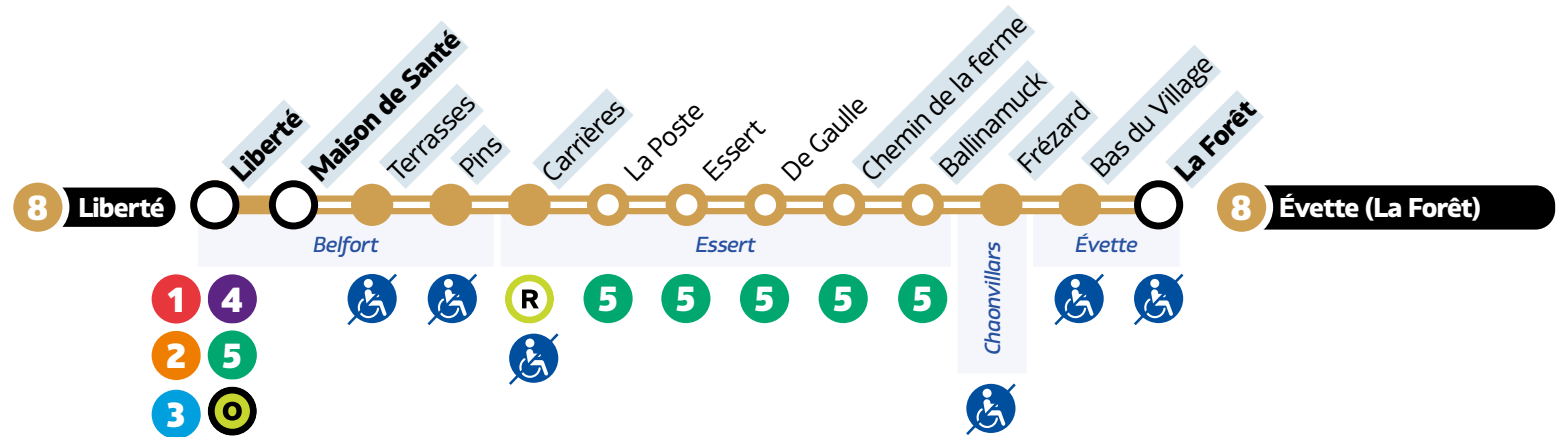 Liberté
Maison de Santé
Terrasses
Pins
Carrières
La Poste
Essert
De Gaulle
Chemin de la ferme
Ballinamuck
Frézard
Bas du Village
La Forêt
8 Liberté
8 Évette (La Forêt)
Belfort
Essert
Chaonvillars
Évette
1 4
R
5
5
5
5
5
2 5
3 O